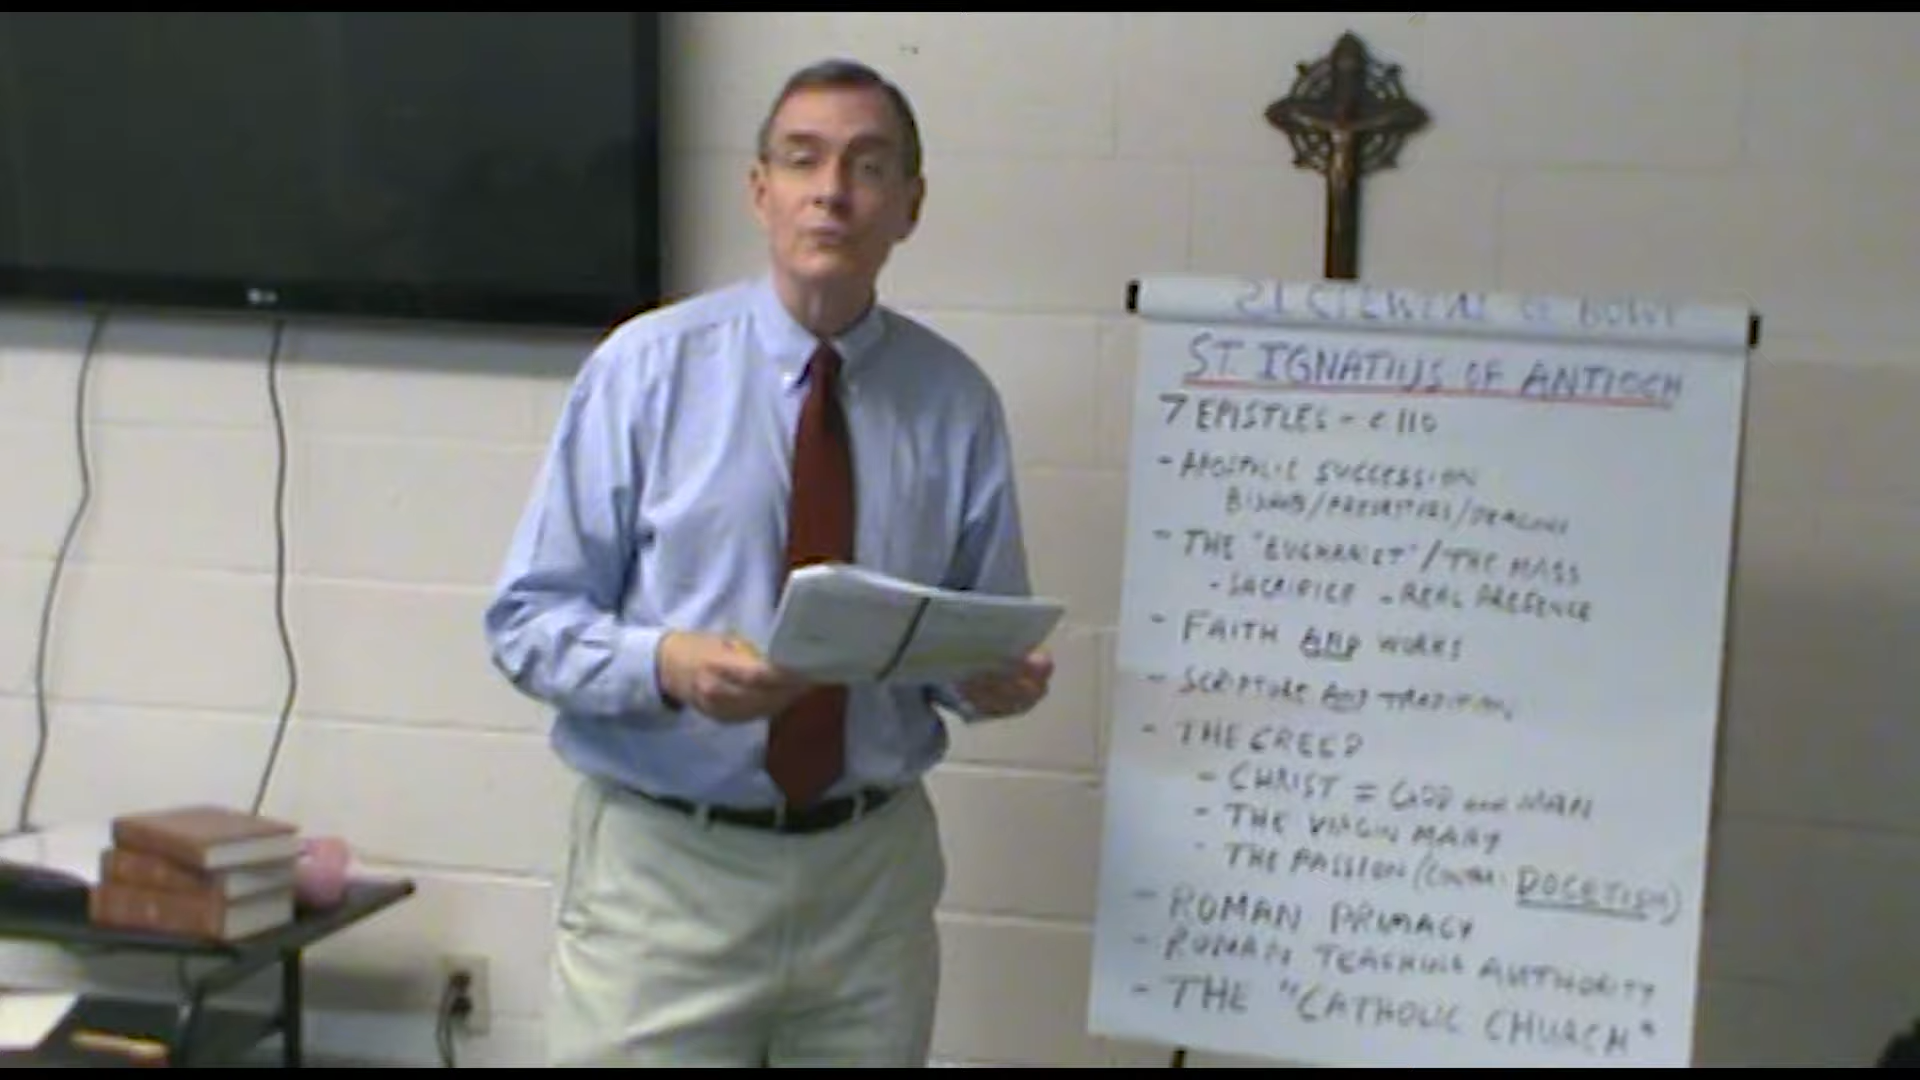 ST IGNATIUS OF ANTIOCH
7 EPISTLES - c 110
- APOSTOLIC SUCCESSION
BISHOPS/PRESBYTERS/DEACONS
- THE "EUCHARIST"/THE MASS
- SACRIFICE - REAL PRESENCE
- FAITH AND WORKS
- SCRIPTURE AND TRADITION
- THE CREED
- CHRIST = GOD and MAN
- THE VIRGIN MARY
- THE PASSION (CONTRA: DOCETISM)
- ROMAN PRIMACY
- ROMAN TEACHING AUTHORITY
- THE "CATHOLIC CHURCH"